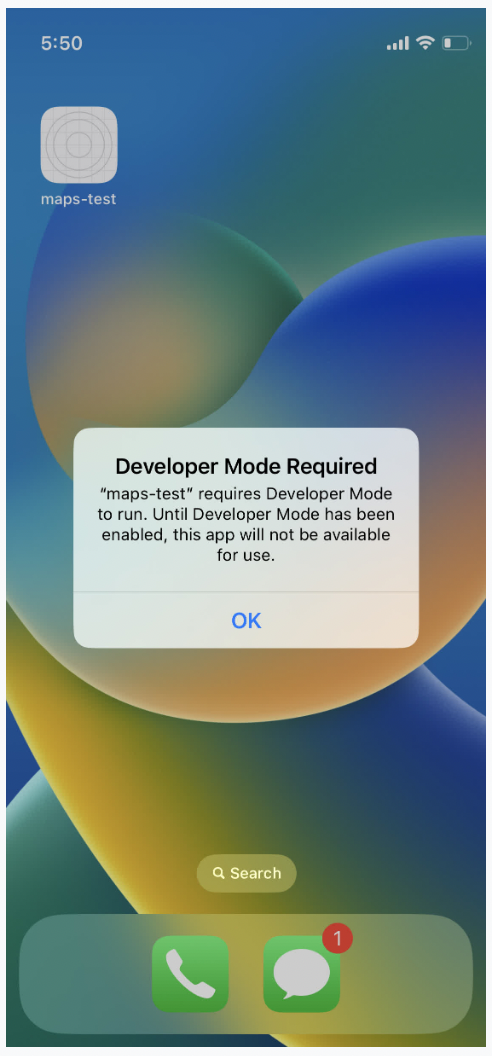 5:50
maps-test
Developer Mode Required
“maps-test” requires Developer Mode
to run. Until Developer Mode has been
enabled, this app will not be available
for use.
OK
Search
1